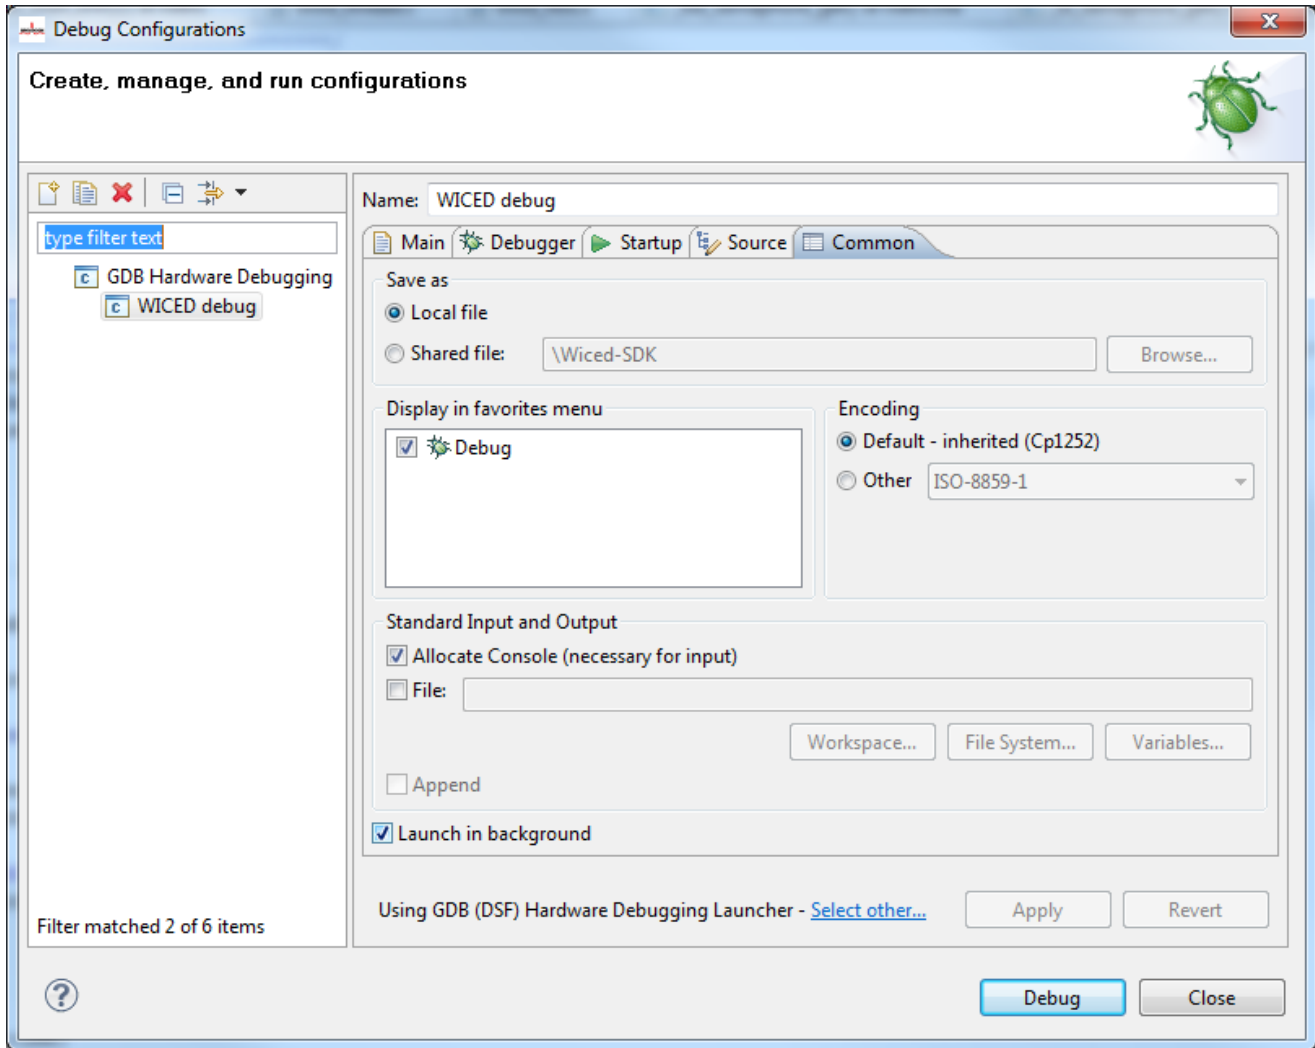 Debug Configurations
Create, manage, and run configurations
type filter text
GDB Hardware Debugging
WICED debug
Filter matched 2 of 6 items
Name: WICED debug
Main Debugger Startup Source Common
Save as
Local file
Shared file: \Wiced-SDK Browse...
Display in favorites menu
Debug
Encoding
Default - inherited (Cp1252)
Other ISO-8859-1
Standard Input and Output
Allocate Console (necessary for input)
File:
Workspace... File System... Variables...
Append
Launch in background
Using GDB (DSF) Hardware Debugging Launcher - Select other... Apply Revert
Debug Close